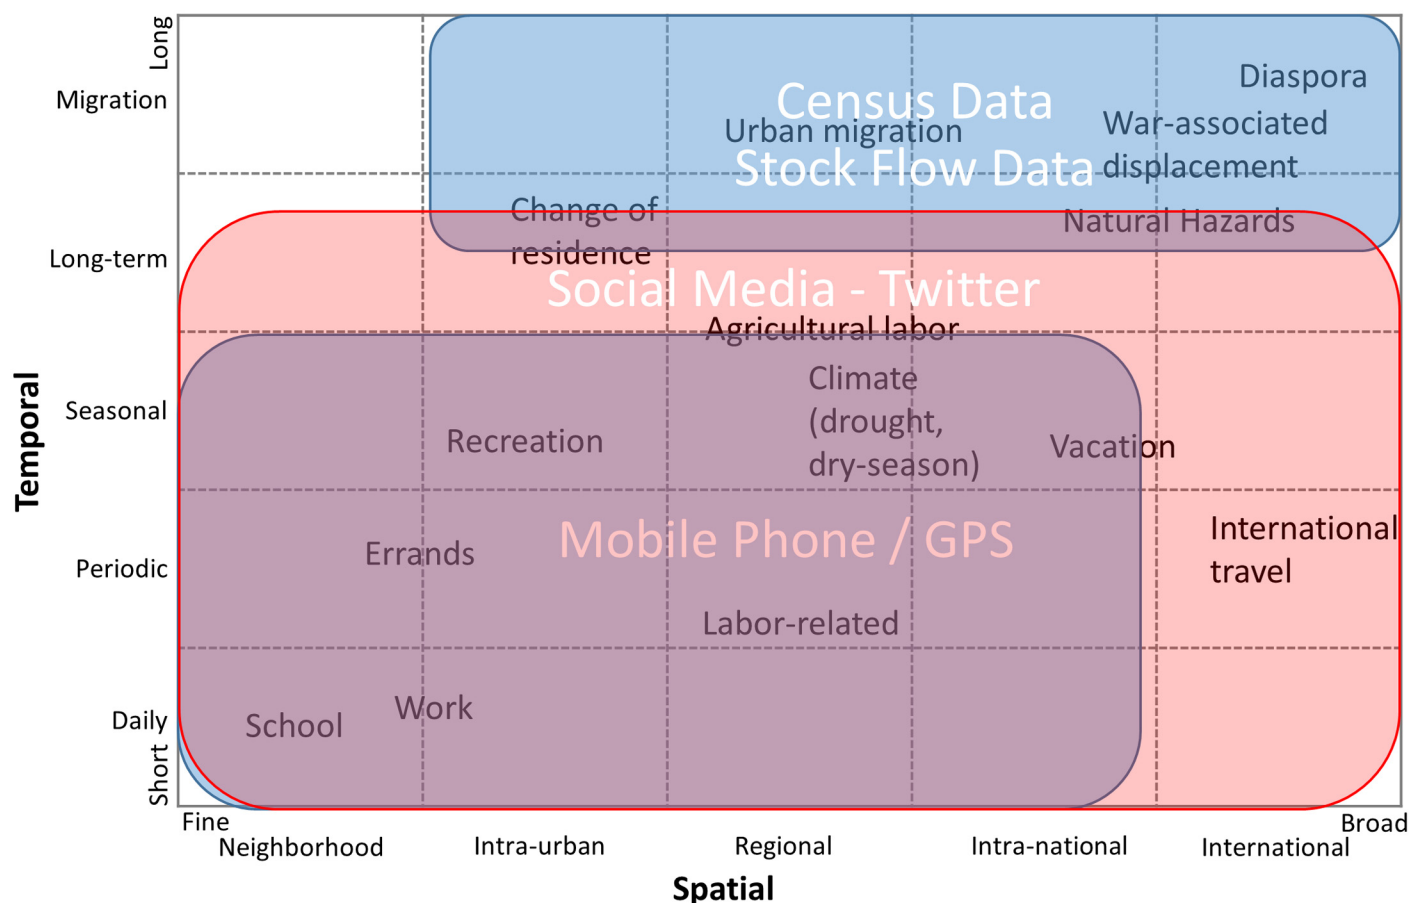 Long
Migration
Diaspora
Census Data
Urban migration
War-associated
displacement
Stock Flow Data
Change of
residence
Natural Hazards
Long-term
Social Media - Twitter
Agricultural labor
Temporal
Seasonal
Climate
(drought,
dry-season)
Recreation
Vacation
Periodic
International
travel
Mobile Phone / GPS
Errands
Labor-related
Daily
Work
School
Short
Fine
Broad
Neighborhood
Intra-urban
Regional
Intra-national
International
Spatial